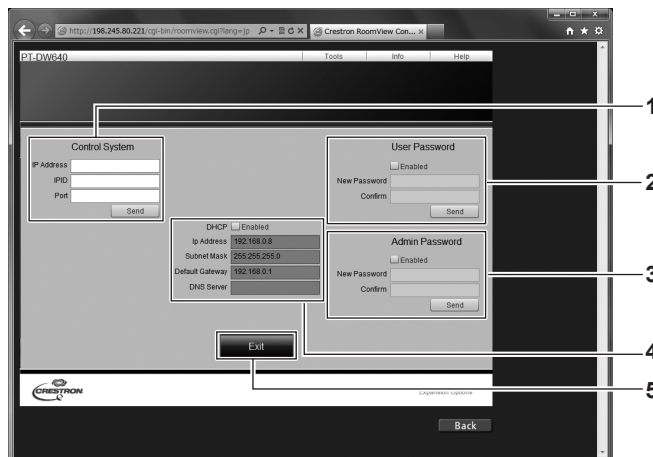 http://198.245.80.221/cgi-bin/roomview.cgi?lang=jp
Crestron RoomView Con...
PT-DW640
Tools
Info
Help
1
Control System
IP Address
IPID
Port
Send
User Password
Enabled
New Password
Confirm
Send
2
DHCP
Enabled
Ip Address 192.168.0.8
Subnet Mask 255.255.255.0
Default Gateway 192.168.0.1
DNS Server
Admin Password
Enabled
New Password
Confirm
Send
3
4
Exit
5
CRESTRON
Expansion Options
Back